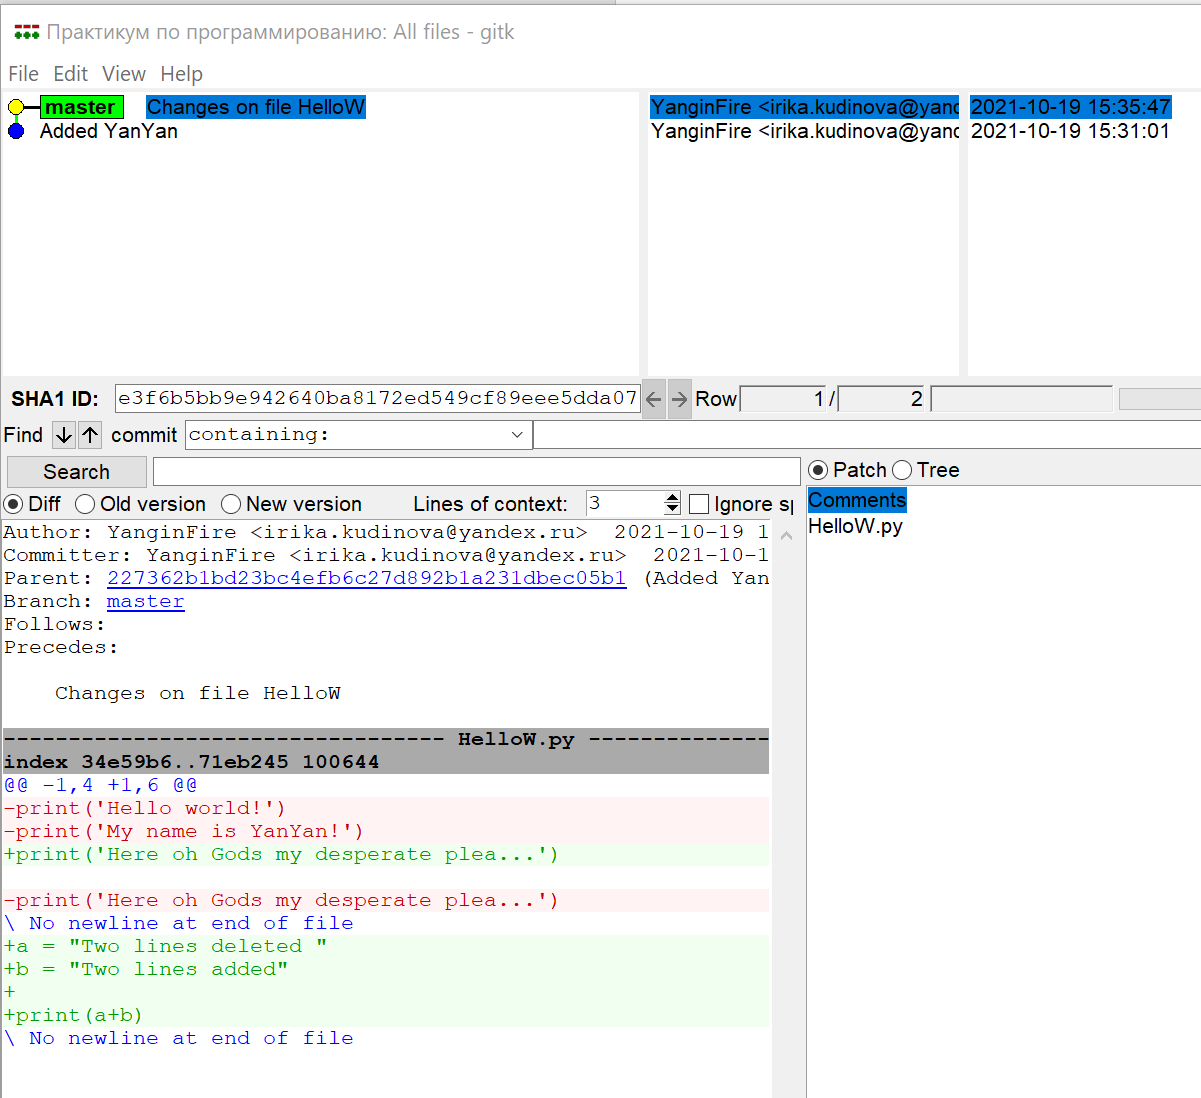 Практикум по программированию: All files - gitk
File Edit View Help
master Changes on file HelloW YanginFire <irika.kudinova@yand 2021-10-19 15:35:47
Added YanYan YanginFire <irika.kudinova@yand 2021-10-19 15:31:01
SHA1 ID: e3f6b5bb9e942640ba8172ed549cf89eee5dda07 Row 1 / 2
Find commit containing:
Search
Patch Tree
Diff Old version New version Lines of context: 3 Ignore sp
Comments
HelloW.py
Author: YanginFire <irika.kudinova@yandex.ru> 2021-10-19 1
Committer: YanginFire <irika.kudinova@yandex.ru> 2021-10-1
Parent: 227362b1bd23bc4efb6c27d892b1a231dbec05b1 (Added Yan
Branch: master
Follows:
Precedes:
Changes on file HelloW
---------------------------------- HelloW.py --------------
index 34e59b6..71eb245 100644
@@ -1,4 +1,6 @@
-print('Hello world!')
-print('My name is YanYan!')
+print('Here oh Gods my desperate plea...')
-print('Here oh Gods my desperate plea...')
\ No newline at end of file
+a = "Two lines deleted "
+b = "Two lines added"
+
+print(a+b)
\ No newline at end of file